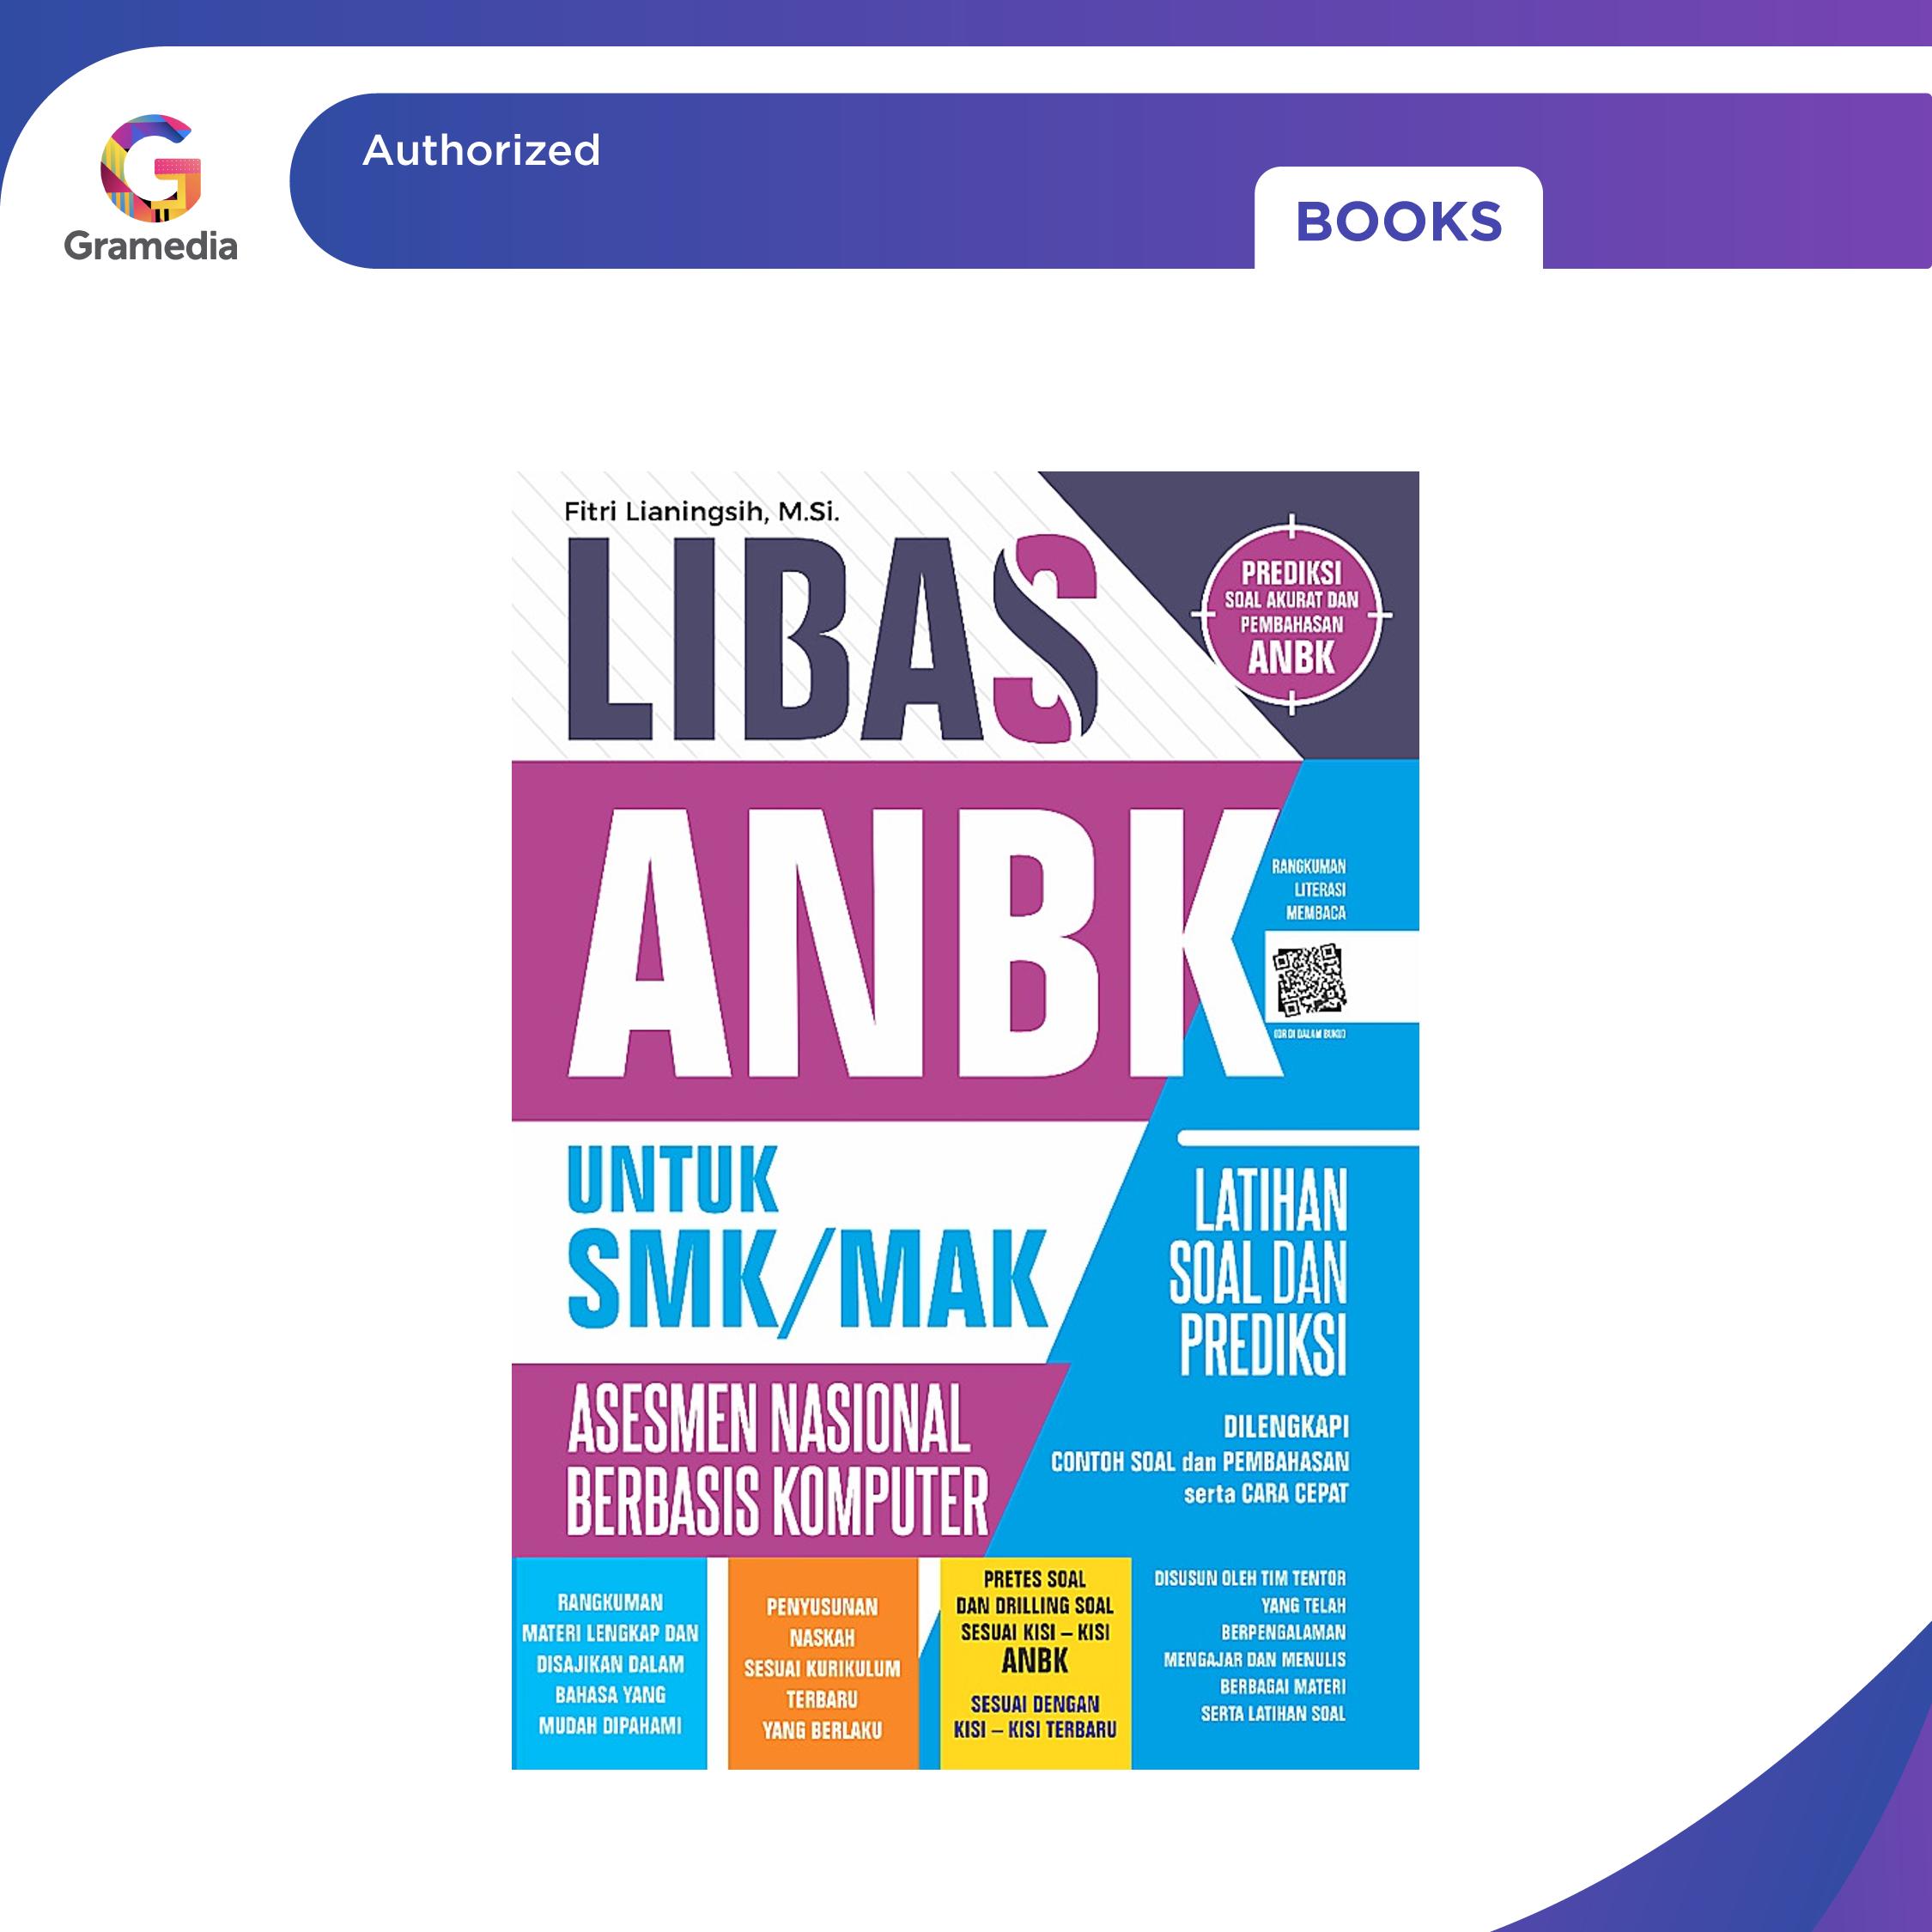 Authorized
Gramedia
BOOKS
Fitri Lianingsih, M.Si.
LIBAS
PREDIKSI
SOAL AKURAT DAN
PEMBAHASAN
ANBK
ANBK
RANGKUMAN
LITERASI
MEMBACA
(QR DI DALAM BUKU)
UNTUK
SMK/MAK
LATIHAN
SOAL DAN
PREDIKSI
ASESMEN NASIONAL
BERBASIS KOMPUTER
DILENGKAPI
CONTOH SOAL dan PEMBAHASAN
serta CARA CEPAT
RANGKUMAN
MATERI LENGKAP DAN
DISAJIKAN DALAM
BAHASA YANG
MUDAH DIPAHAMI
PENYUSUNAN
NASKAH
SESUAI KURIKULUM
TERBARU
YANG BERLAKU
PRETES SOAL
DAN DRILLING SOAL
SESUAI KISI – KISI
ANBK
SESUAI DENGAN
KISI – KISI TERBARU
DISUSUN OLEH TIM TENTOR
YANG TELAH
BERPENGALAMAN
MENGAJAR DAN MENULIS
BERBAGAI MATERI
SERTA LATIHAN SOAL